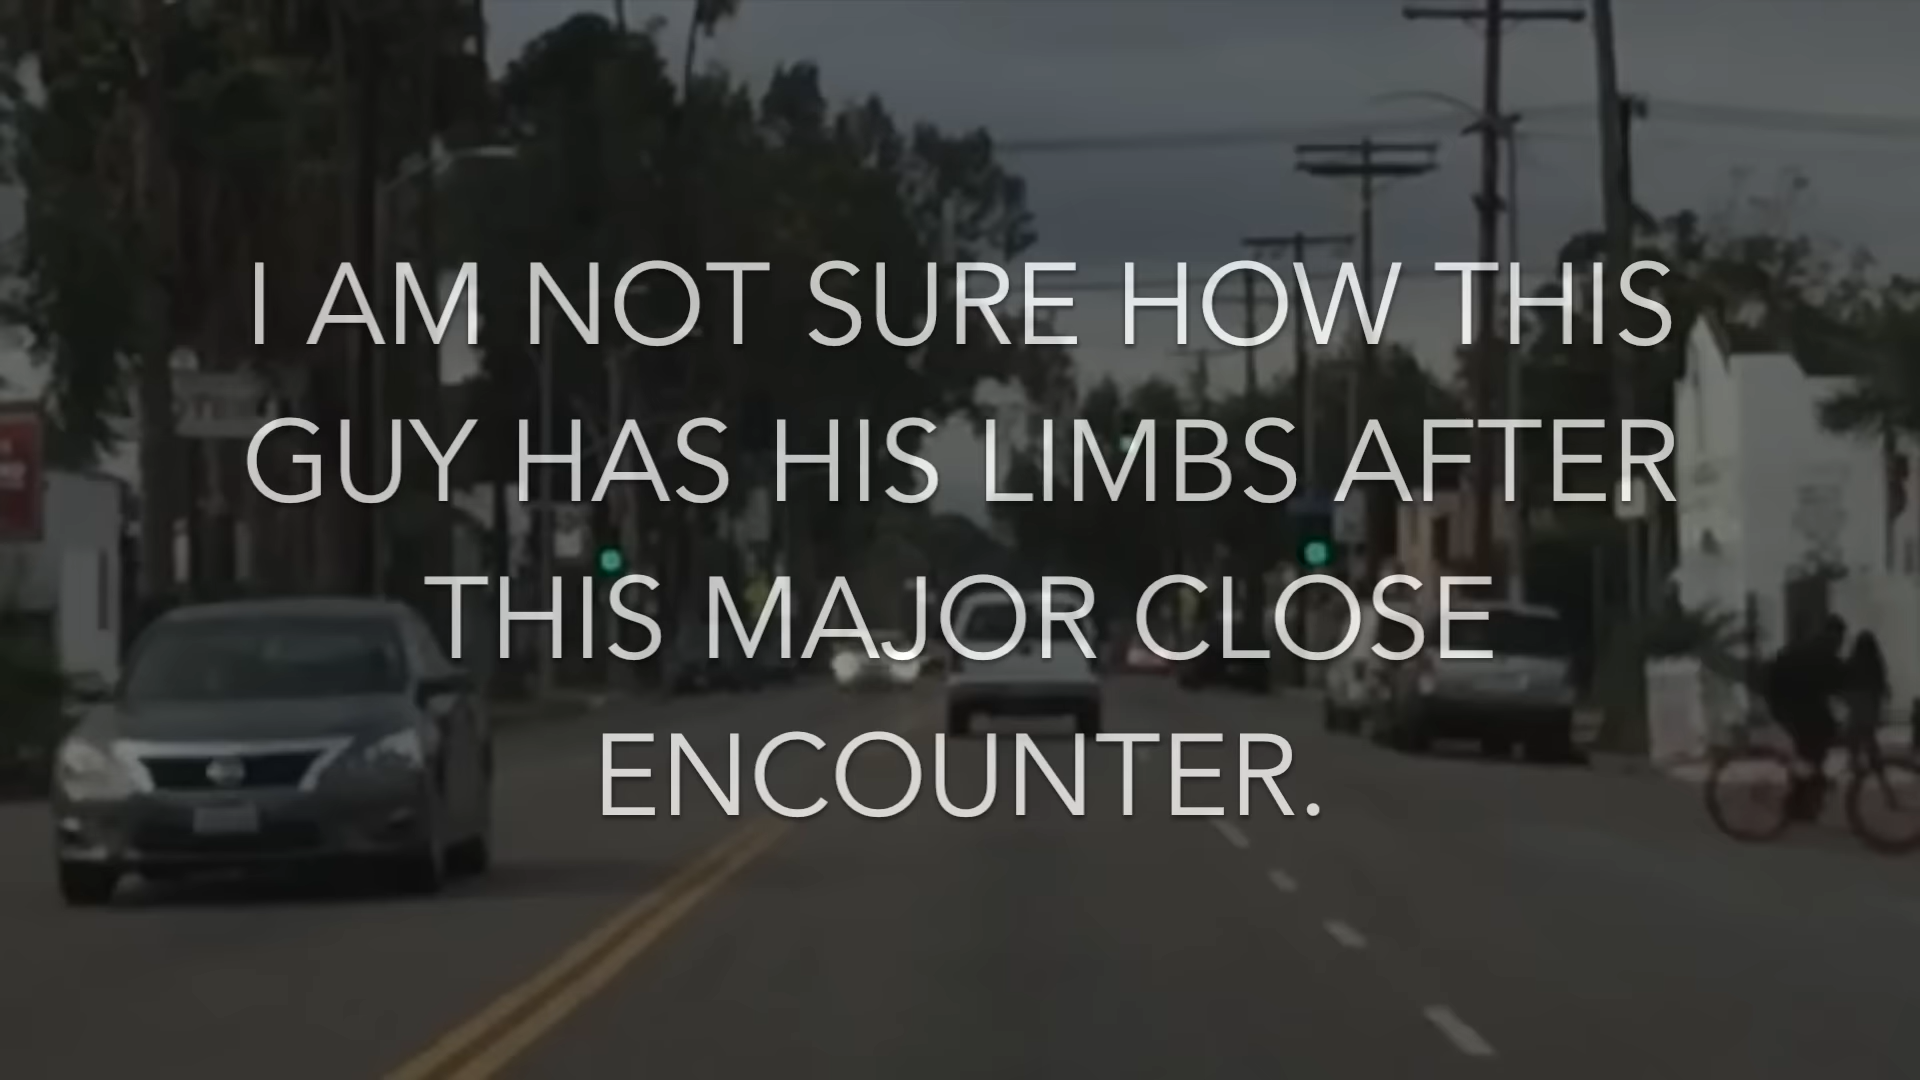 I AM NOT SURE HOW THIS
GUY HAS HIS LIMBS AFTER
THIS MAJOR CLOSE
ENCOUNTER.